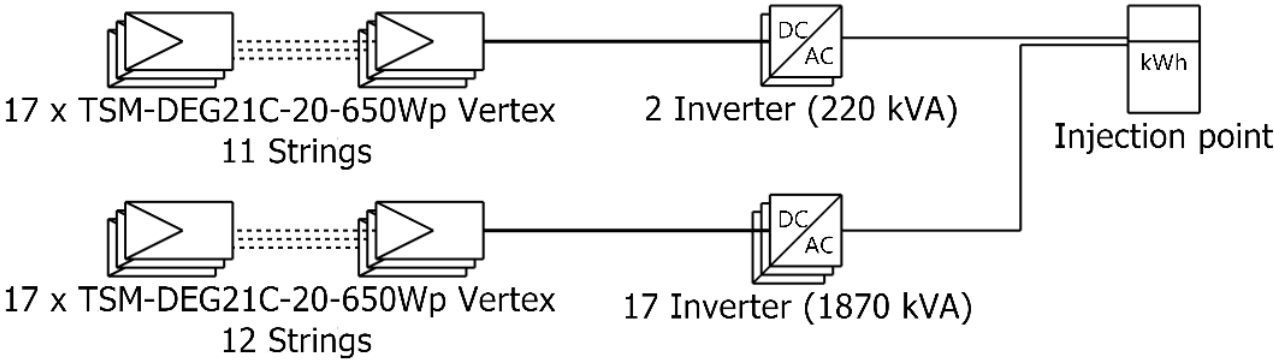 DC
AC
kWh
17 x TSM-DEG21C-20-650Wp Vertex
11 Strings
2 Inverter (220 kVA)
Injection point
DC
AC
17 x TSM-DEG21C-20-650Wp Vertex
12 Strings
17 Inverter (1870 kVA)